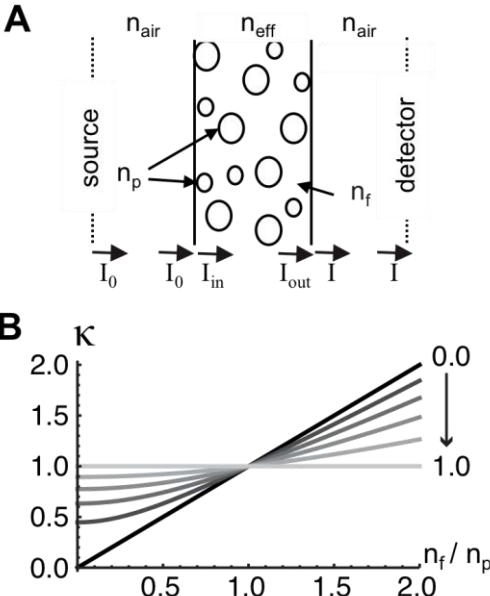 A
n_air n_eff n_air
source
detector
n_p
n_f
I_0 I_0 I_in I_out I I
B
κ
2.0
1.5
1.0
0.5
0.0
0.0
1.0
0.5 1.0 1.5 2.0
n_f / n_p